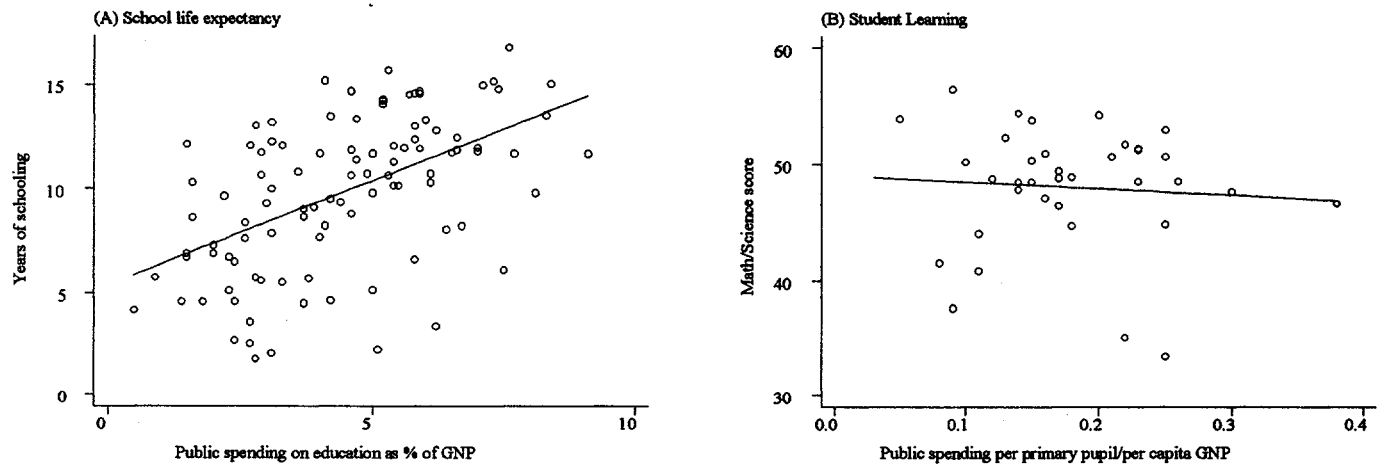 (A) School life expectancy
Years of schooling
15
10
5
0
0
5
10
Public spending on education as % of GNP
(B) Student Learning
Math/Science score
60
50
40
30
0.0
0.1
0.2
0.3
0.4
Public spending per primary pupil/per capita GNP